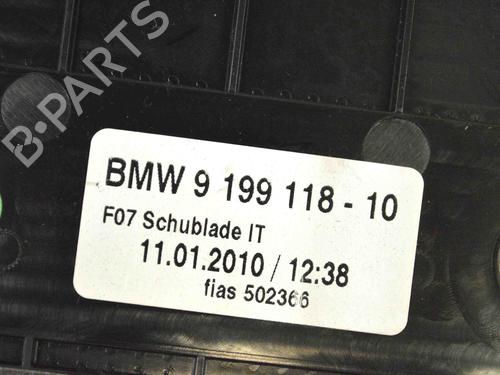 B-PARTS
BMW 9 199 118 - 10
F07 Schublade IT
11.01.2010 / 12:38
fias 502366